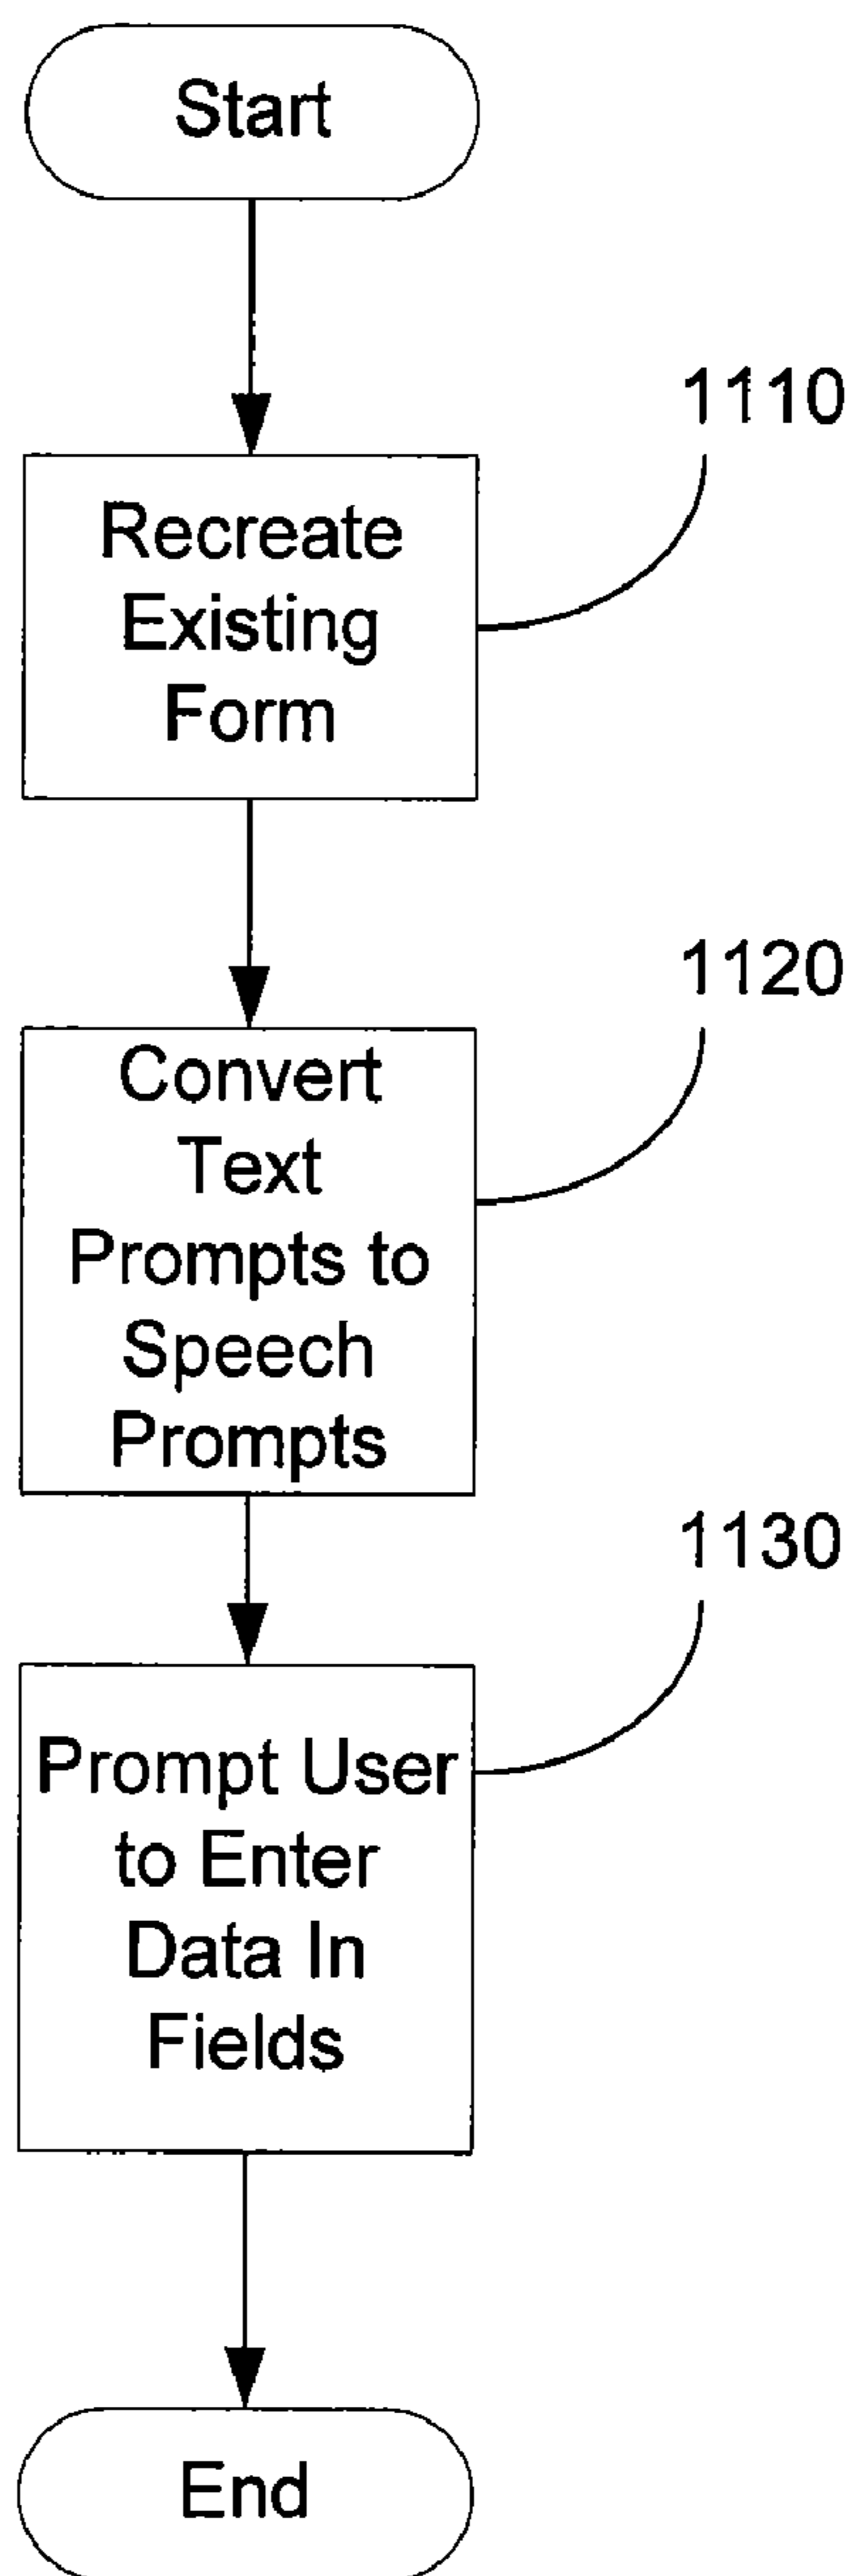 Start
1110
Recreate
Existing
Form
1120
Convert
Text
Prompts to
Speech
Prompts
1130
Prompt User
to Enter
Data In
Fields
End